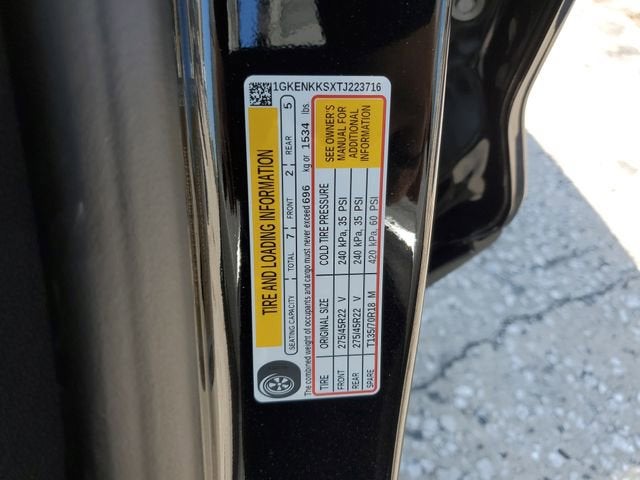 1GKENKKSXTJ223716
TIRE AND LOADING INFORMATION
SEATING CAPACITY TOTAL 7 FRONT 2 REAR 5
The combined weight of occupants and cargo must never exceed 696 kg or 1534 lbs.
TIRE ORIGINAL SIZE COLD TIRE PRESSURE
FRONT 275/45R22 V 240 kPa, 35 PSI
REAR 275/45R22 V 240 kPa, 35 PSI
SPARE T135/70R18 M 420 kPa, 60 PSI
SEE OWNER'S
MANUAL FOR
ADDITIONAL
INFORMATION